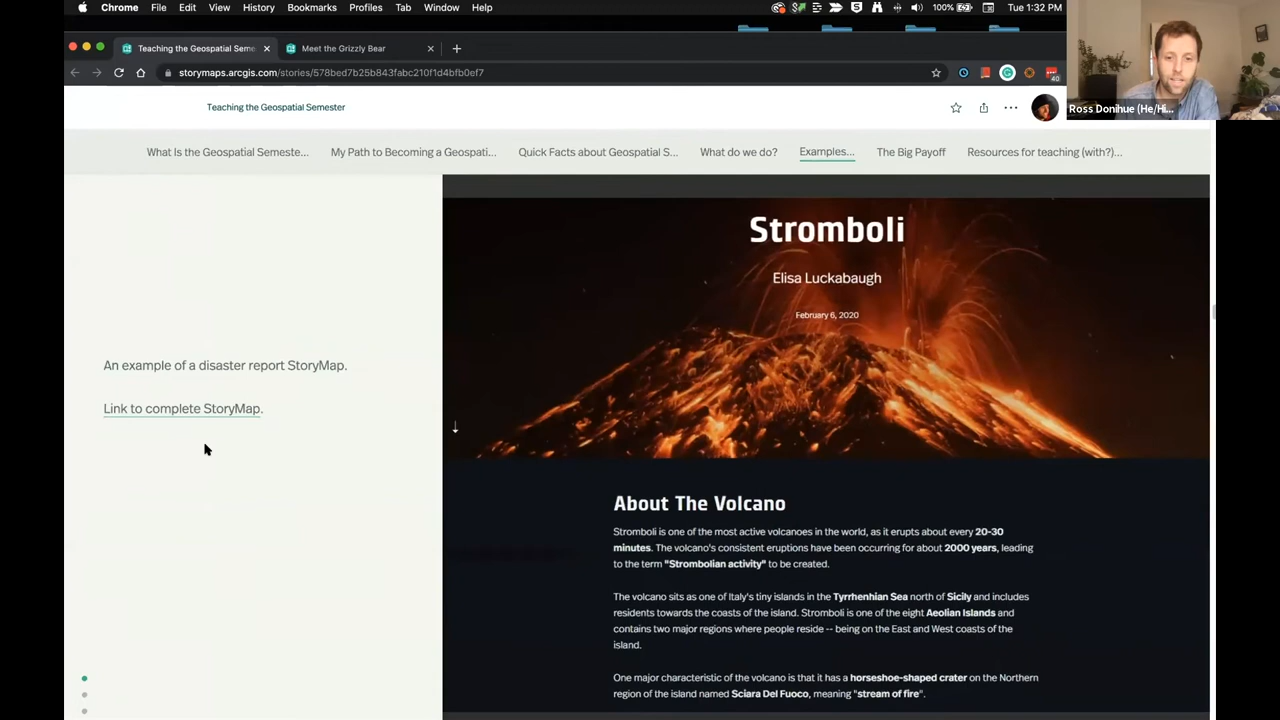 Chrome File Edit View History Bookmarks Profiles Tab Window Help 100% Tue 1:32 PM
Teaching the Geospatial Seme Meet the Grizzly Bear
storymaps.arcgis.com/stories/578bed7b25b843fabc210f1d4bfb0ef7
40
Ross Donihue (He/Hi...
Teaching the Geospatial Semester
What Is the Geospatial Semeste... My Path to Becoming a Geospati... Quick Facts about Geospatial S... What do we do? Examples... The Big Payoff Resources for teaching (with?)...
An example of a disaster report StoryMap.
Link to complete StoryMap.
Stromboli
Elisa Luckabaugh
February 6, 2020
About The Volcano
Stromboli is one of the most active volcanoes in the world, as it erupts about every 20-30
minutes. The volcano's consistent eruptions have been occurring for about 2000 years, leading
to the term "Strombolian activity" to be created.
The volcano sits as one of Italy's tiny islands in the Tyrrhenian Sea north of Sicily and includes
residents towards the coasts of the island. Stromboli is one of the eight Aeolian Islands and
contains two major regions where people reside -- being on the East and West coasts of the
island.
One major characteristic of the volcano is that it has a horseshoe-shaped crater on the Northern
region of the island named Sciara Del Fuoco, meaning "stream of fire".